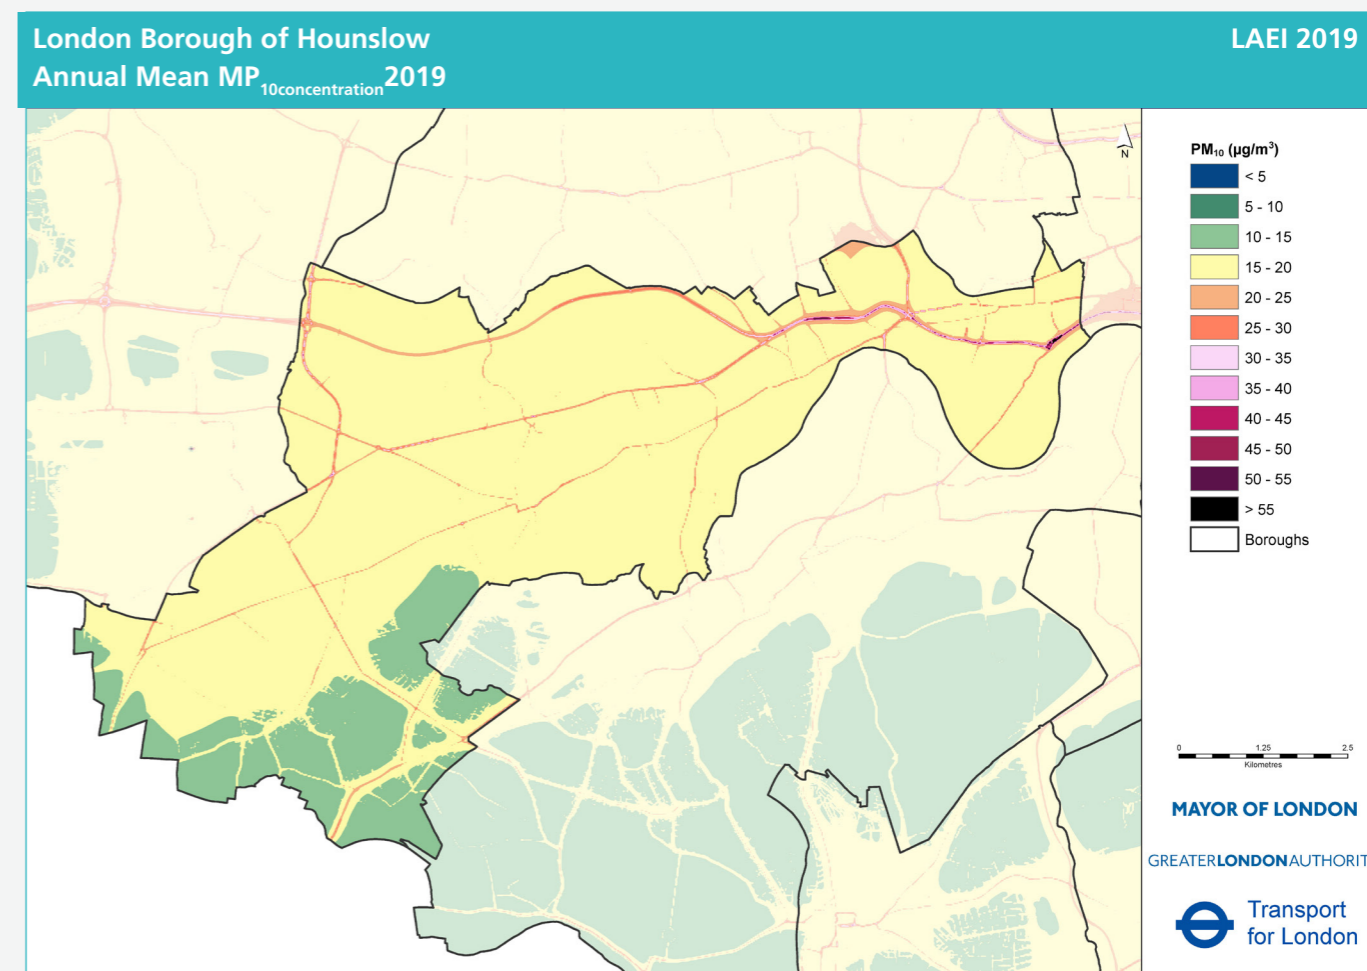 London Borough of Hounslow
Annual Mean MP10concentration2019
LAEI 2019
N
PM10 (µg/m3)
< 5
5 - 10
10 - 15
15 - 20
20 - 25
25 - 30
30 - 35
35 - 40
40 - 45
45 - 50
50 - 55
> 55
Boroughs
0 1.25 2.5
Kilometres
MAYOR OF LONDON
GREATERLONDONAUTHORIT
Transport
for London